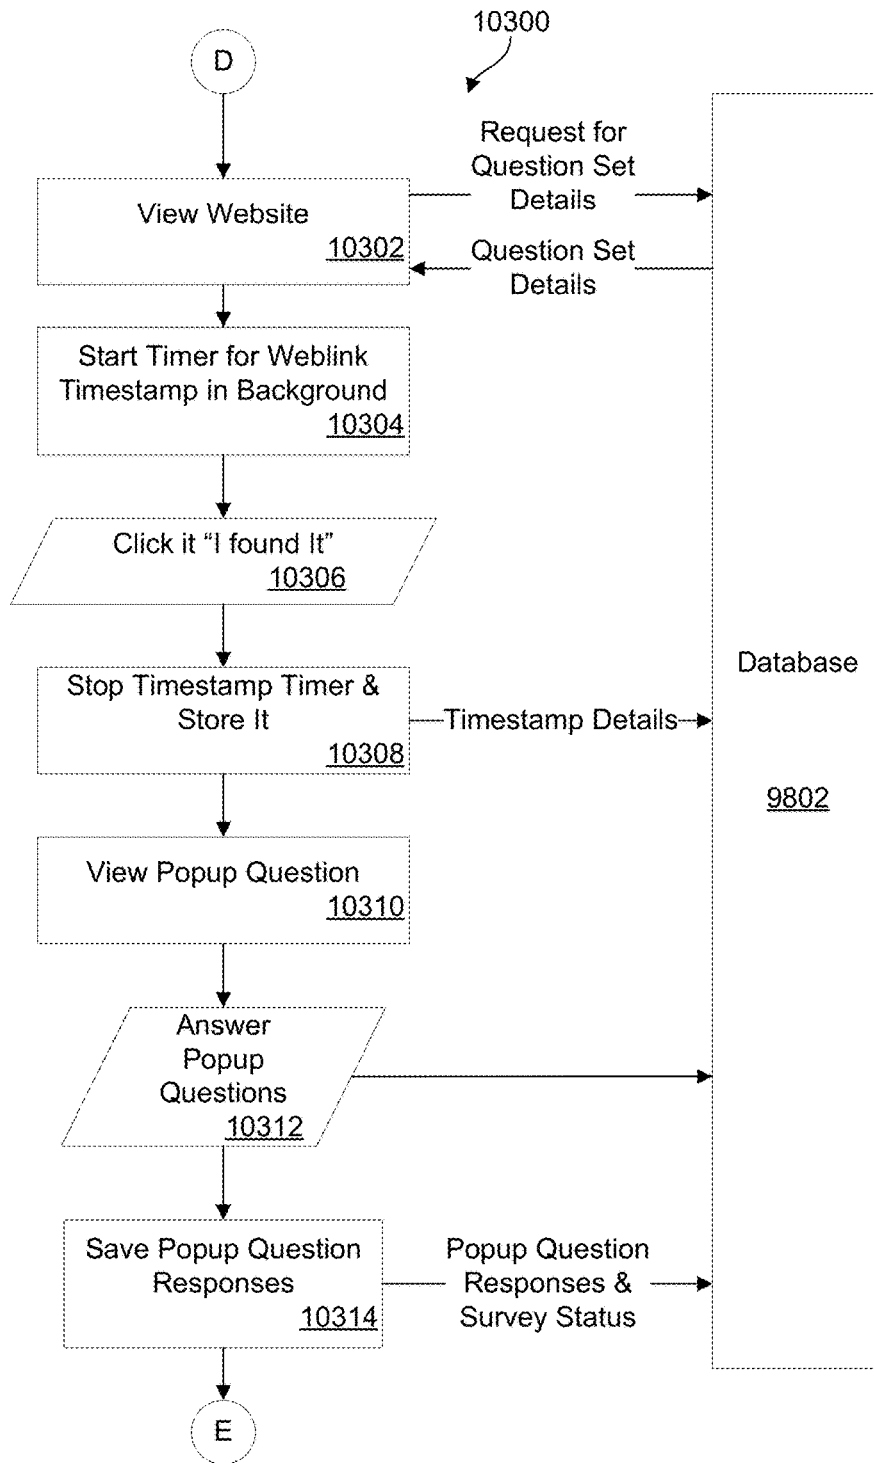 10300
D
Request for
Question Set
Details
View Website
10302
Question Set
Details
Start Timer for Weblink
Timestamp in Background
10304
Click it “I found It”
10306
Stop Timestamp Timer &
Store It
10308
Timestamp Details
Database
9802
View Popup Question
10310
Answer
Popup
Questions
10312
Save Popup Question
Responses
10314
Popup Question
Responses &
Survey Status
E